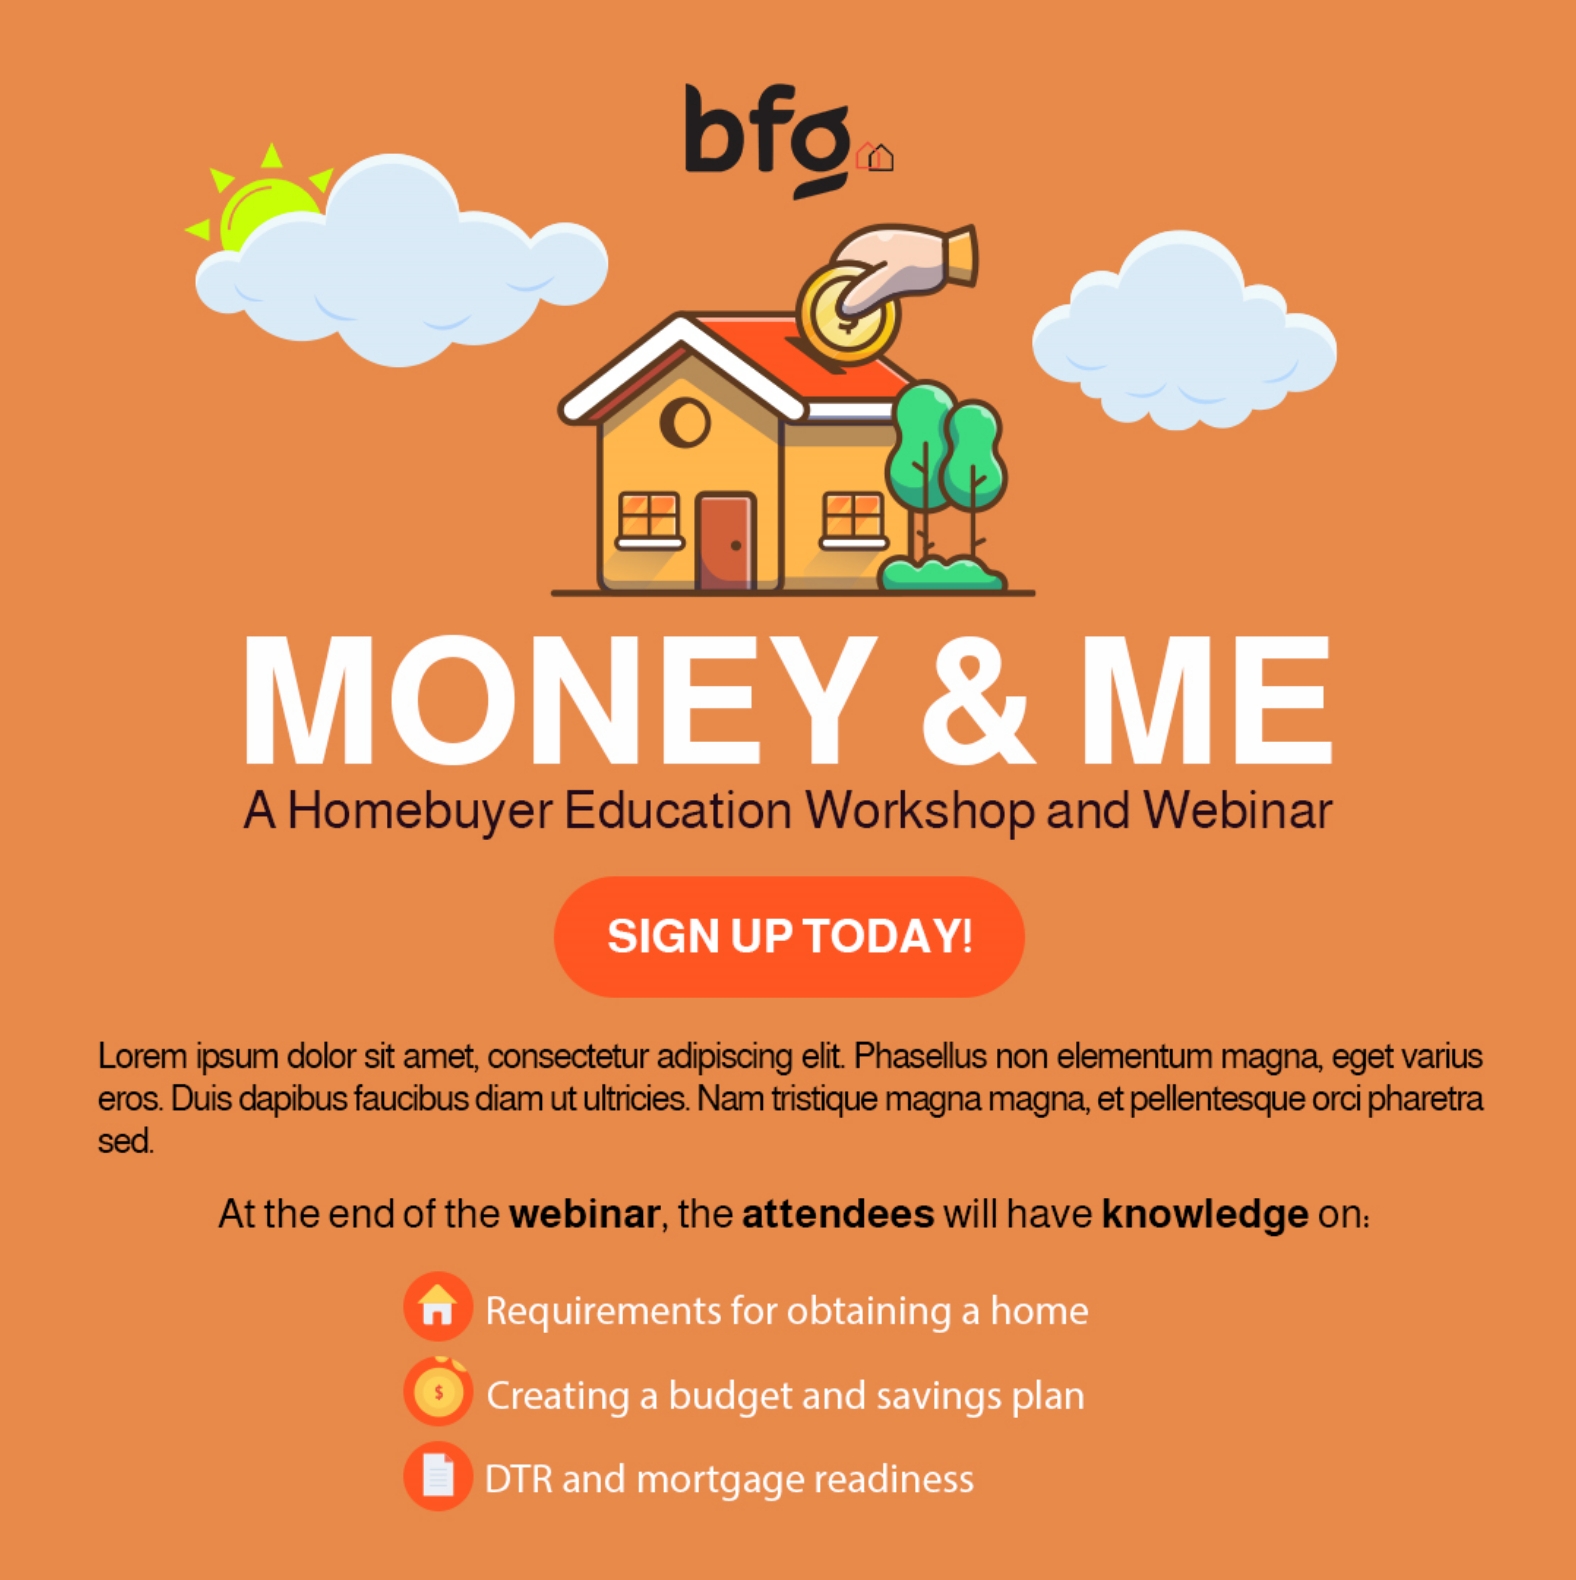 bfg
$
MONEY & ME
A Homebuyer Education Workshop and Webinar
SIGN UP TODAY!
Lorem ipsum dolor sit amet, consectetur adipiscing elit. Phasellus non elementum magna, eget varius
eros. Duis dapibus faucibus diam ut ultricies. Nam tristique magna magna, et pellentesque orci pharetra
sed.
At the end of the webinar, the attendees will have knowledge on:
Requirements for obtaining a home
$
Creating a budget and savings plan
DTR and mortgage readiness